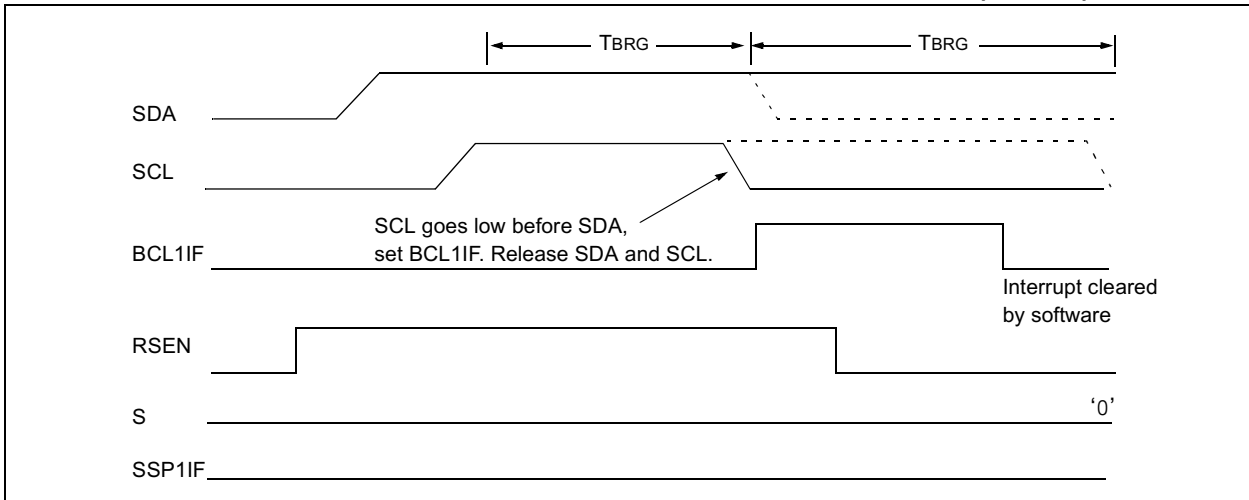 TBRG TBRG
SDA
SCL
SCL goes low before SDA,
set BCL1IF. Release SDA and SCL.
BCL1IF
Interrupt cleared
by software
RSEN
S
‘0’
SSP1IF